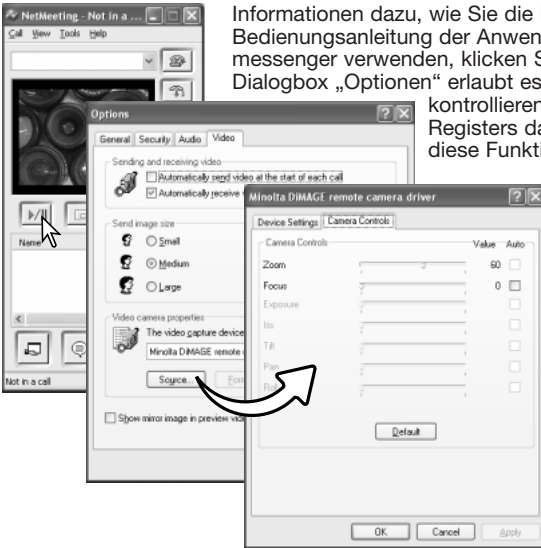 NetMeeting - Not in a ...
Call View Tools Help
Informationen dazu, wie Sie die
Bedienungsanleitung der Anwen
messenger verwenden, klicken S
Dialogbox „Optionen“ erlaubt es
kontrollieren
Registers da
diese Funkti
Name
Not in a call
Options
General Security Audio Video
Sending and receiving video
Automatically send video at the start of each call
Automatically receive
Send image size
Small
Medium
Large
Video camera properties
The video capture device
Minolta DiMAGE remote
Source...
Show mirror image in preview
Minolta DiMAGE remote camera driver
Device Settings Camera Controls
Camera Controls Value Auto
Zoom 60
Focus 0
Exposure
Iris
Tilt
Pan
Roll
Default
OK Cancel Apply